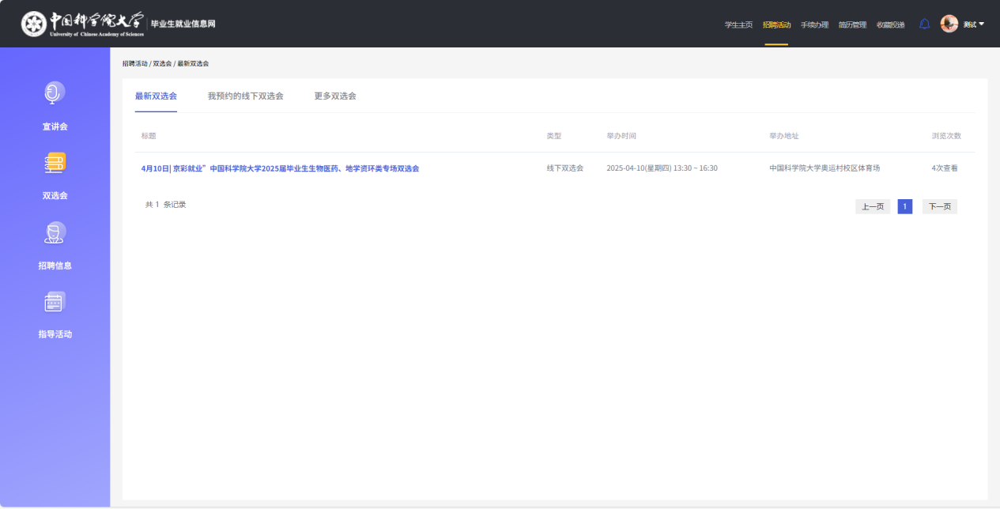 中国科学院大学
University of Chinese Academy of Sciences
毕业生就业信息网
学生主页 招聘活动 手续办理 简历管理 收藏投递 测试
招聘活动 / 双选会 / 最新双选会
宣讲会
双选会
招聘信息
指导活动
最新双选会 我预约的线下双选会 更多双选会
标题 类型 举办时间 举办地址 浏览次数
4月10日| 京彩就业”中国科学院大学2025届毕业生生物医药、地学资环类专场双选会 线下双选会 2025-04-10(星期四) 13:30 ~ 16:30 中国科学院大学奥运村校区体育场 4次查看
共 1 条记录
上一页 1 下一页